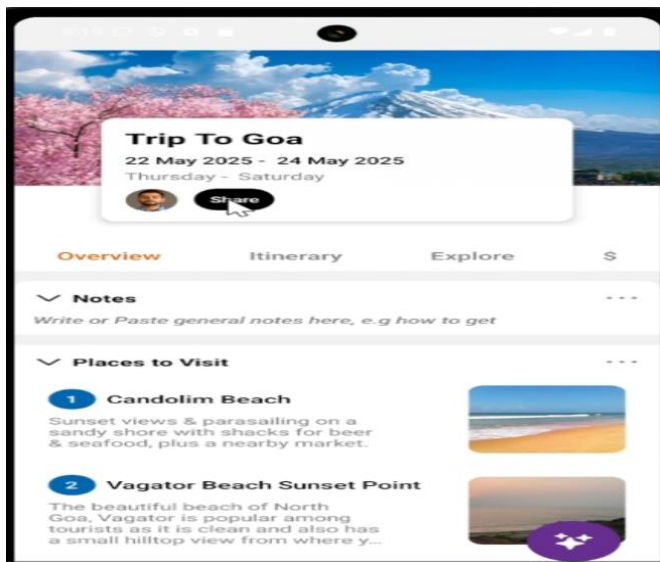 Trip To Goa
22 May 2025 - 24 May 2025
Thursday - Saturday
Share
Overview Itinerary Explore $
Notes
Write or Paste general notes here, e.g how to get
Places to Visit
1 Candolim Beach
Sunset views & parasailing on a
sandy shore with shacks for beer
& seafood, plus a nearby market.
2 Vagator Beach Sunset Point
The beautiful beach of North
Goa, Vagator is popular among
tourists as it is clean and also has
a small hilltop view from where y...